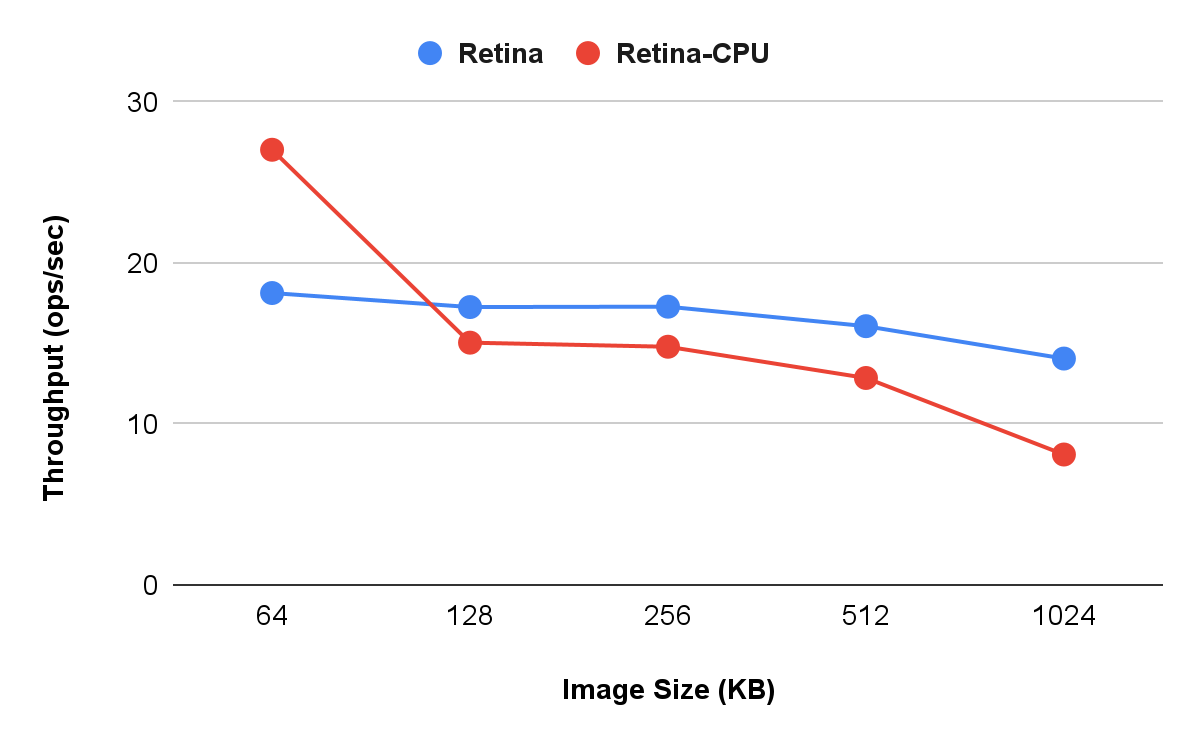 Retina Retina-CPU
30
20
10
0
Throughput (ops/sec)
64 128 256 512 1024
Image Size (KB)